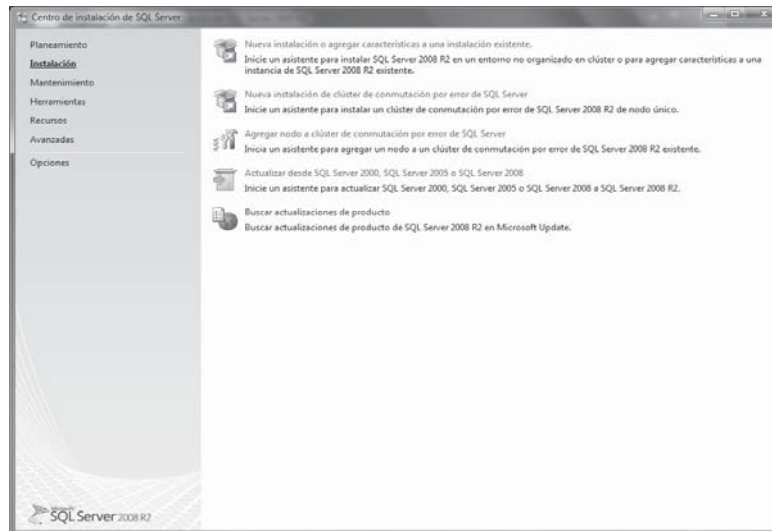 Centro de instalación de SQL Server
Planeamiento
Instalación
Mantenimiento
Herramientas
Recursos
Avanzadas
Opciones
Nueva instalación o agregar características a una instalación existente.
Inicie un asistente para instalar SQL Server 2008 R2 en un entorno no organizado en clúster o para agregar características a una
instancia de SQL Server 2008 R2 existente.
Nueva instalación de clúster de conmutación por error de SQL Server
Inicie un asistente para instalar un clúster de conmutación por error de SQL Server 2008 R2 de nodo único.
Agregar nodo a clúster de conmutación por error de SQL Server
Inicia un asistente para agregar un nodo a un clúster de conmutación por error de SQL Server 2008 R2 existente.
Actualizar desde SQL Server 2000, SQL Server 2005 o SQL Server 2008
Inicie un asistente para actualizar SQL Server 2000, SQL Server 2005 o SQL Server 2008 a SQL Server 2008 R2.
Buscar actualizaciones de producto
Buscar actualizaciones de producto de SQL Server 2008 R2 en Microsoft Update.
Microsoft
SQL Server 2008 R2